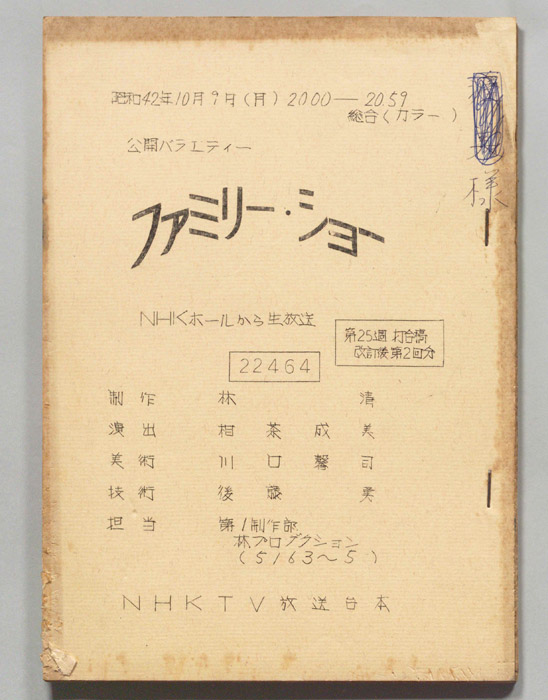 昭和42年10月9日(月)2000—20.59
総合(カラー)
様
公開バラエティー
ファミリー・ショー
NHKホールから生放送
第25週 打合稿
改訂後第2回分
22464
制作 林 清
演出 相茶成美
美術 川口馨司
技術 後藤 勇
担当 第1制作部
林プロダクション
(5163〜5)
NHKTV放送台本